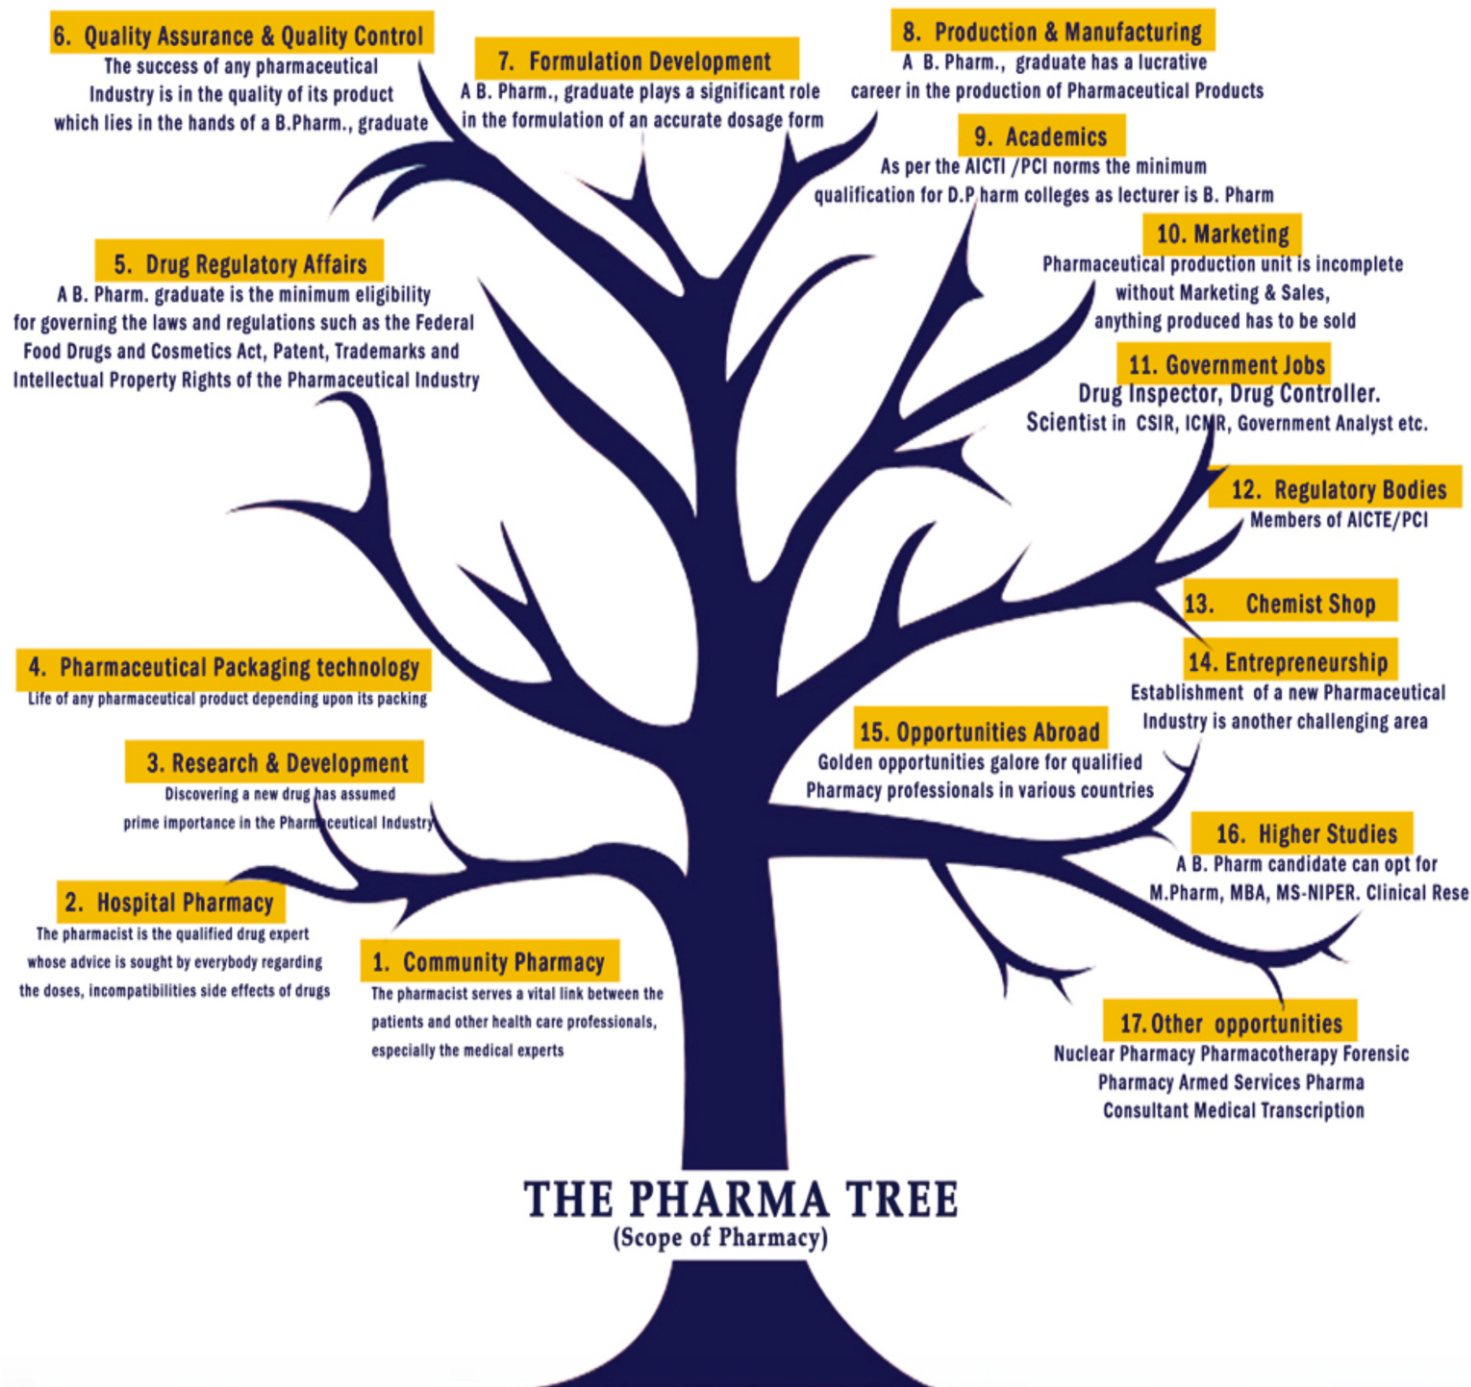 6. Quality Assurance & Quality Control
The success of any pharmaceutical
Industry is in the quality of its product
which lies in the hands of a B.Pharm., graduate
7. Formulation Development
A B. Pharm., graduate plays a significant role
in the formulation of an accurate dosage form
8. Production & Manufacturing
A B. Pharm., graduate has a lucrative
career in the production of Pharmaceutical Products
9. Academics
As per the AICTI /PCI norms the minimum
qualification for D.P harm colleges as lecturer is B. Pharm
10. Marketing
Pharmaceutical production unit is incomplete
without Marketing & Sales,
anything produced has to be sold
5. Drug Regulatory Affairs
A B. Pharm. graduate is the minimum eligibility
for governing the laws and regulations such as the Federal
Food Drugs and Cosmetics Act, Patent, Trademarks and
Intellectual Property Rights of the Pharmaceutical Industry
11. Government Jobs
Drug Inspector, Drug Controller.
Scientist in CSIR, ICMR, Government Analyst etc.
12. Regulatory Bodies
Members of AICTE/PCI
13. Chemist Shop
14. Entrepreneurship
Establishment of a new Pharmaceutical
Industry is another challenging area
4. Pharmaceutical Packaging technology
Life of any pharmaceutical product depending upon its packing
15. Opportunities Abroad
Golden opportunities galore for qualified
Pharmacy professionals in various countries
3. Research & Development
Discovering a new drug has assumed
prime importance in the Pharmaceutical Industry
16. Higher Studies
A B. Pharm candidate can opt for
M.Pharm, MBA, MS-NIPER. Clinical Rese
2. Hospital Pharmacy
The pharmacist is the qualified drug expert
whose advice is sought by everybody regarding
the doses, incompatibilities side effects of drugs
1. Community Pharmacy
The pharmacist serves a vital link between the
patients and other health care professionals,
especially the medical experts
17. Other opportunities
Nuclear Pharmacy Pharmacotherapy Forensic
Pharmacy Armed Services Pharma
Consultant Medical Transcription
THE PHARMA TREE
(Scope of Pharmacy)